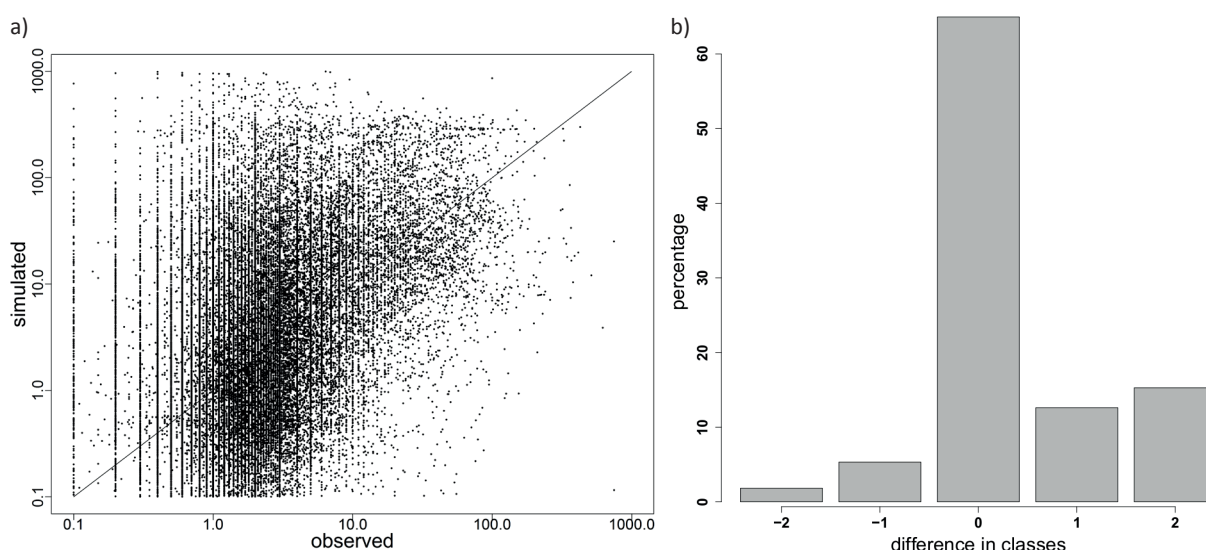 a)
simulated
1000.0
100.0
10.0
1.0
0.1
0.1 1.0 10.0 100.0 1000.0
observed
b)
percentage
60
50
40
30
20
10
0
−2 −1 0 1 2
difference in classes